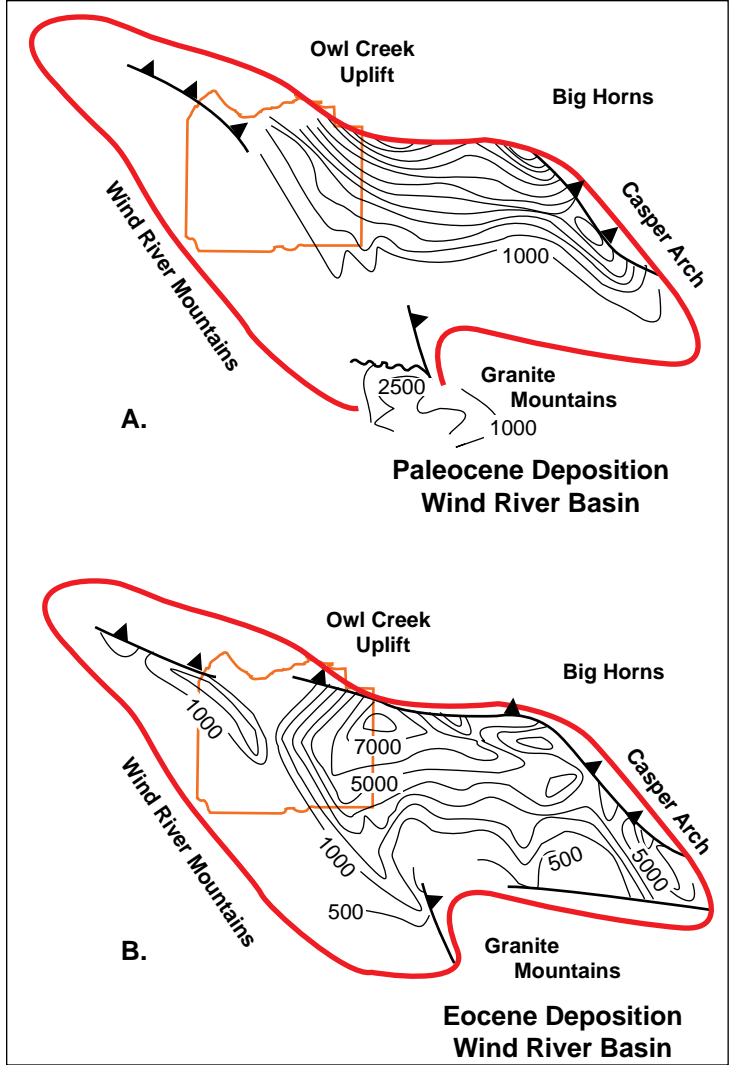 Owl Creek
Uplift
Big Horns
Casper Arch
Wind River Mountains
1000
2500
Granite
Mountains
1000
A.
Paleocene Deposition
Wind River Basin
Owl Creek
Uplift
Big Horns
1000
7000
5000
Casper Arch
Wind River Mountains
1000
500
5000
500
B.
Granite
Mountains
Eocene Deposition
Wind River Basin